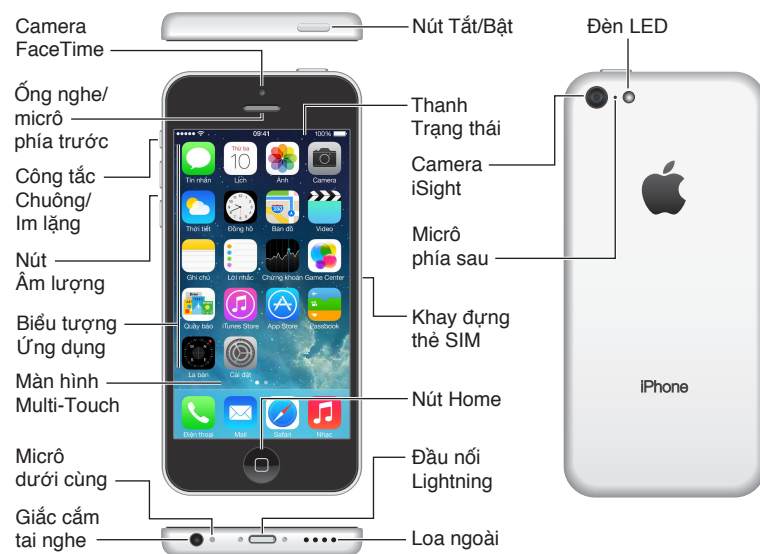 Camera
FaceTime
Nút Tắt/Bật
Đèn LED
Ống nghe/
micrô
phía trước
Thanh
Trạng thái
Công tắc
Chuông/
Im lặng
Camera
iSight
Nút
Âm lượng
Micrô
phía sau
Biểu tượng
Ứng dụng
Khay đựng
thẻ SIM
Màn hình
Multi-Touch
Nút Home
Micrô
dưới cùng
Đầu nối
Lightning
Giắc cắm
tai nghe
Loa ngoài
09:41 100%
Thứ ba
10
Tin nhắn Lịch Ảnh Camera
280
Thời tiết Đồng hồ Bản đồ Video
Ghi chú Lời nhắc Chứng khoán Game Center
Quầy báo iTunes Store App Store Passbook
La bàn Cài đặt
Điện thoại Mail Safari Nhạc
iPhone